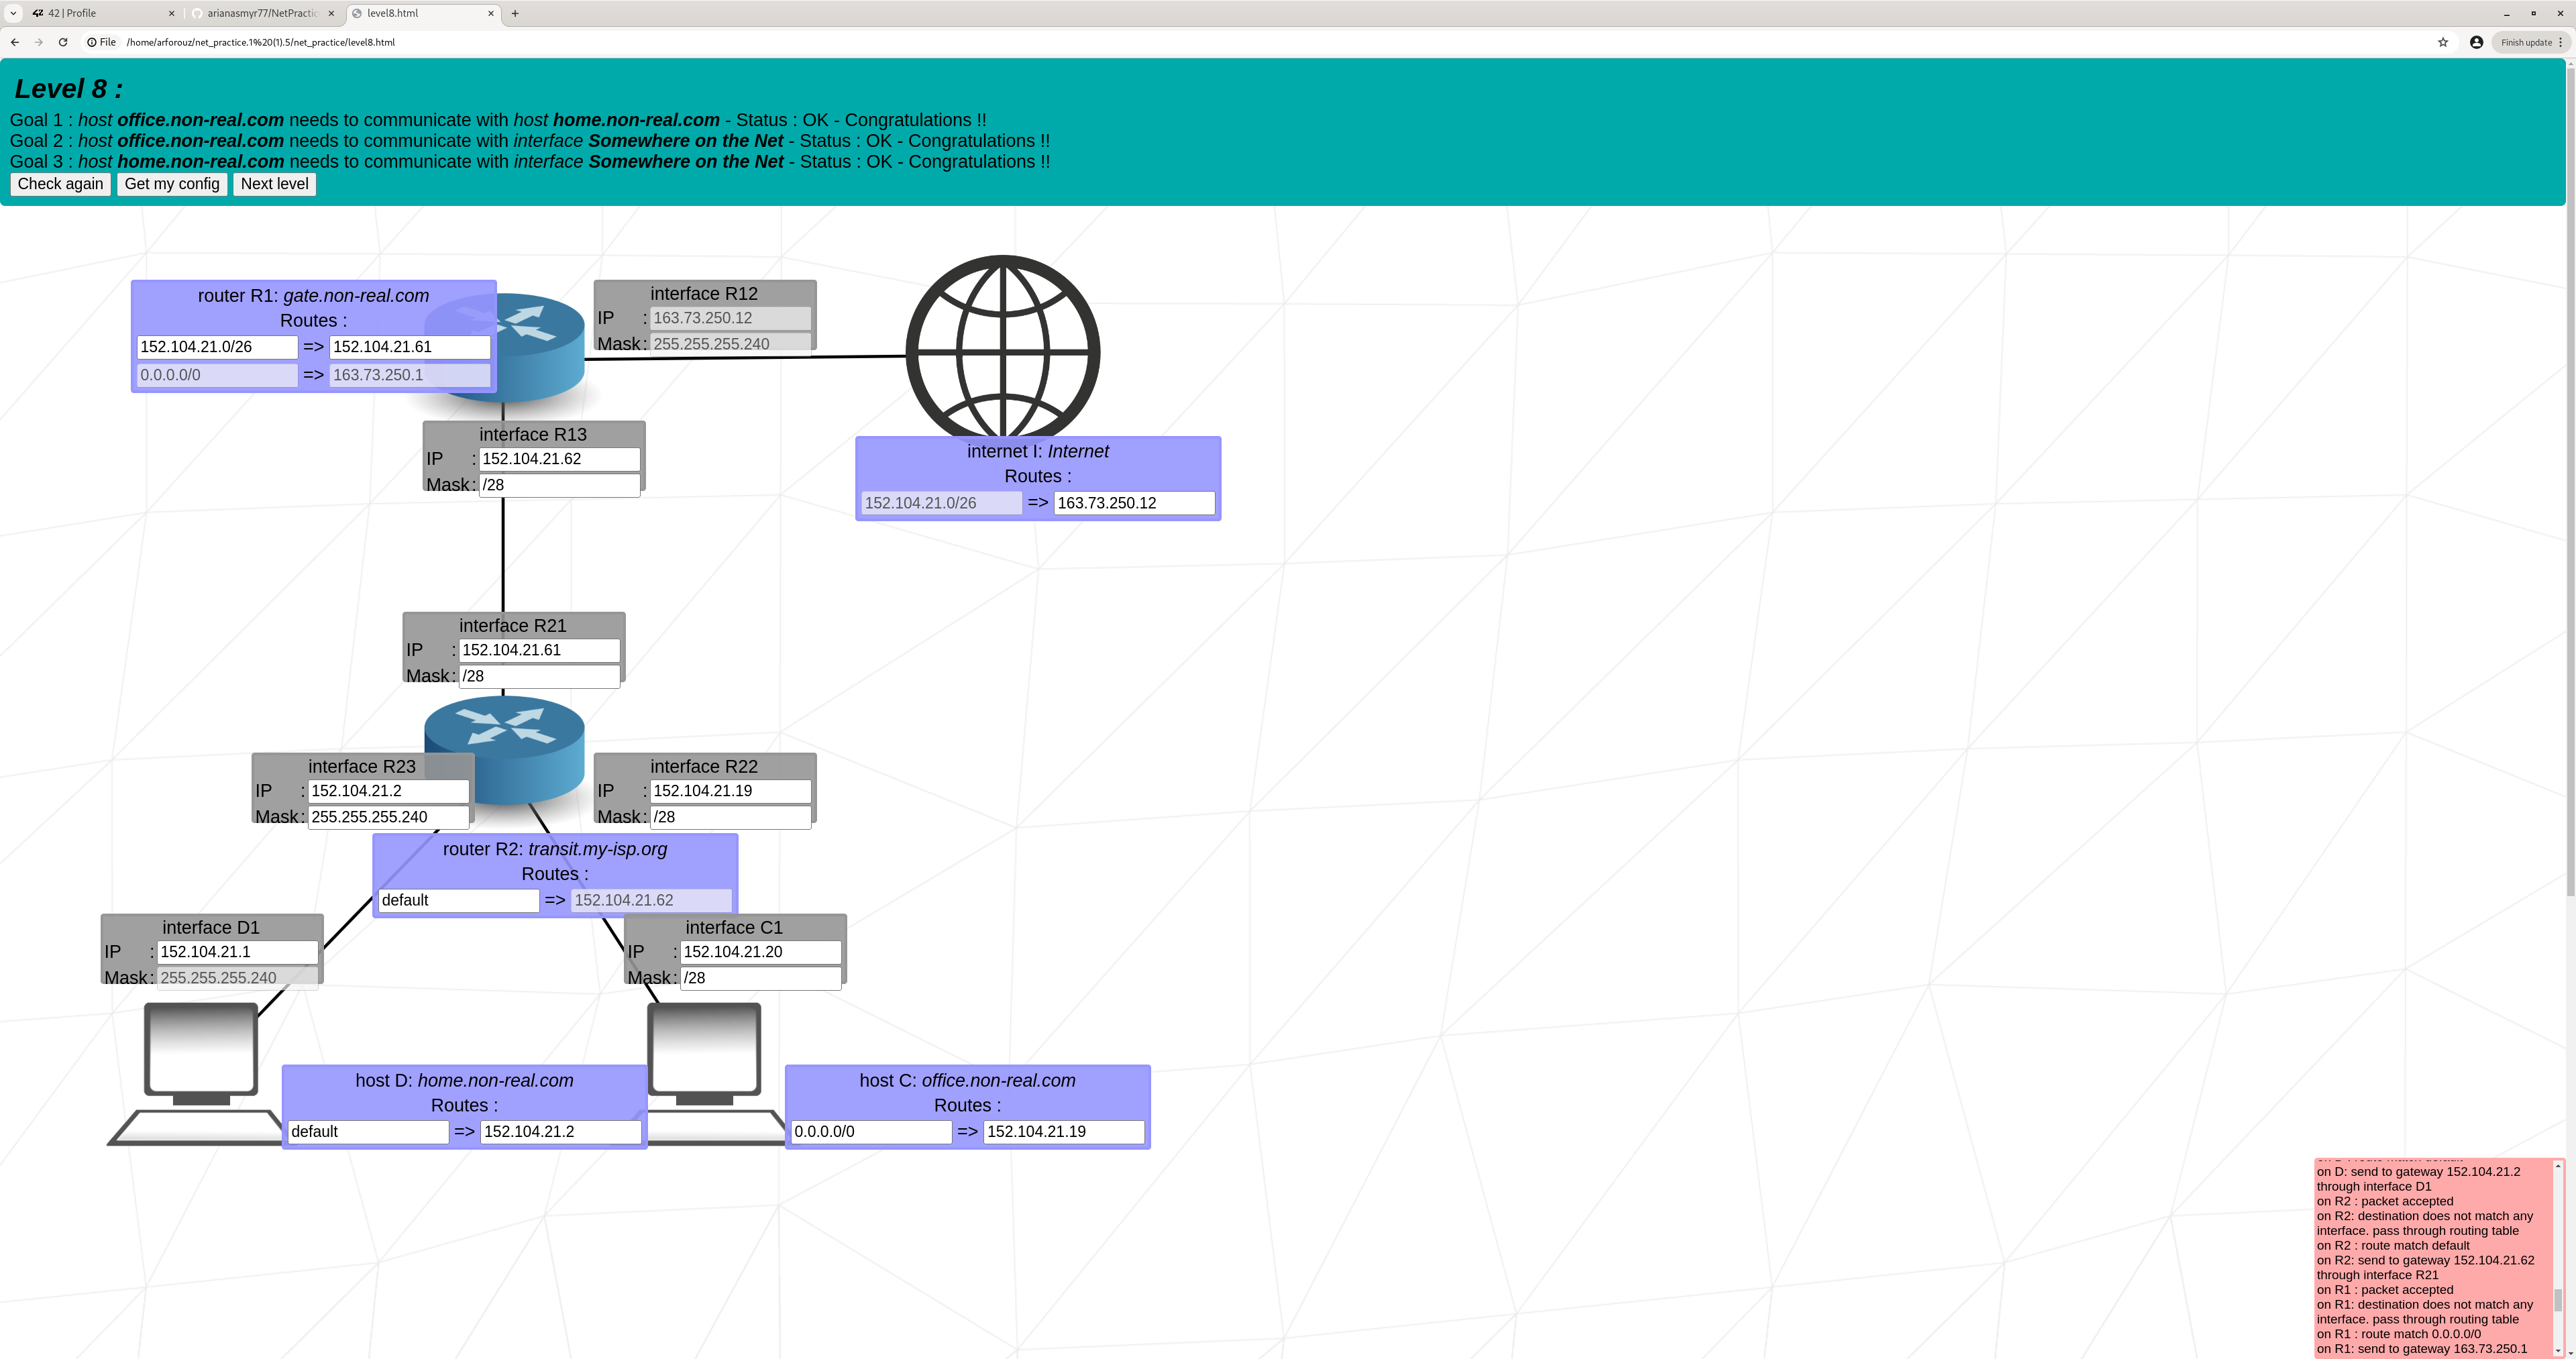 42 | Profile
arianasmyr77/NetPractic
level8.html
File
/home/arforouz/net_practice.1%20(1).5/net_practice/level8.html
Finish update
Level 8 :
Goal 1 : host office.non-real.com needs to communicate with host home.non-real.com - Status : OK - Congratulations !!
Goal 2 : host office.non-real.com needs to communicate with interface Somewhere on the Net - Status : OK - Congratulations !!
Goal 3 : host home.non-real.com needs to communicate with interface Somewhere on the Net - Status : OK - Congratulations !!
Check again Get my config Next level
router R1: gate.non-real.com
Routes :
152.104.21.0/26 => 152.104.21.61
0.0.0.0/0 => 163.73.250.1
interface R12
IP : 163.73.250.12
Mask : 255.255.255.240
interface R13
IP : 152.104.21.62
Mask : /28
internet I: Internet
Routes :
152.104.21.0/26 => 163.73.250.12
interface R21
IP : 152.104.21.61
Mask : /28
interface R23
IP : 152.104.21.2
Mask : 255.255.255.240
interface R22
IP : 152.104.21.19
Mask : /28
router R2: transit.my-isp.org
Routes :
default => 152.104.21.62
interface D1
IP : 152.104.21.1
Mask : 255.255.255.240
interface C1
IP : 152.104.21.20
Mask : /28
host D: home.non-real.com
Routes :
default => 152.104.21.2
host C: office.non-real.com
Routes :
0.0.0.0/0 => 152.104.21.19
on D: send to gateway 152.104.21.2
through interface D1
on R2 : packet accepted
on R2: destination does not match any
interface. pass through routing table
on R2 : route match default
on R2: send to gateway 152.104.21.62
through interface R21
on R1 : packet accepted
on R1: destination does not match any
interface. pass through routing table
on R1 : route match 0.0.0.0/0
on R1: send to gateway 163.73.250.1